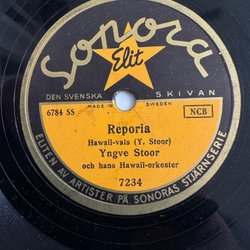 Sonora
Elit
DEN SVENSKA SKIVAN
MADE IN SWEDEN
6784 SS
NCB
Reporia
Hawaii-vals (Y. Stoor)
Yngve Stoor
och hans Hawaii-orkester
7234
ELITEN AV ARTISTER PÅ SONORAS STJÄRNSERIE